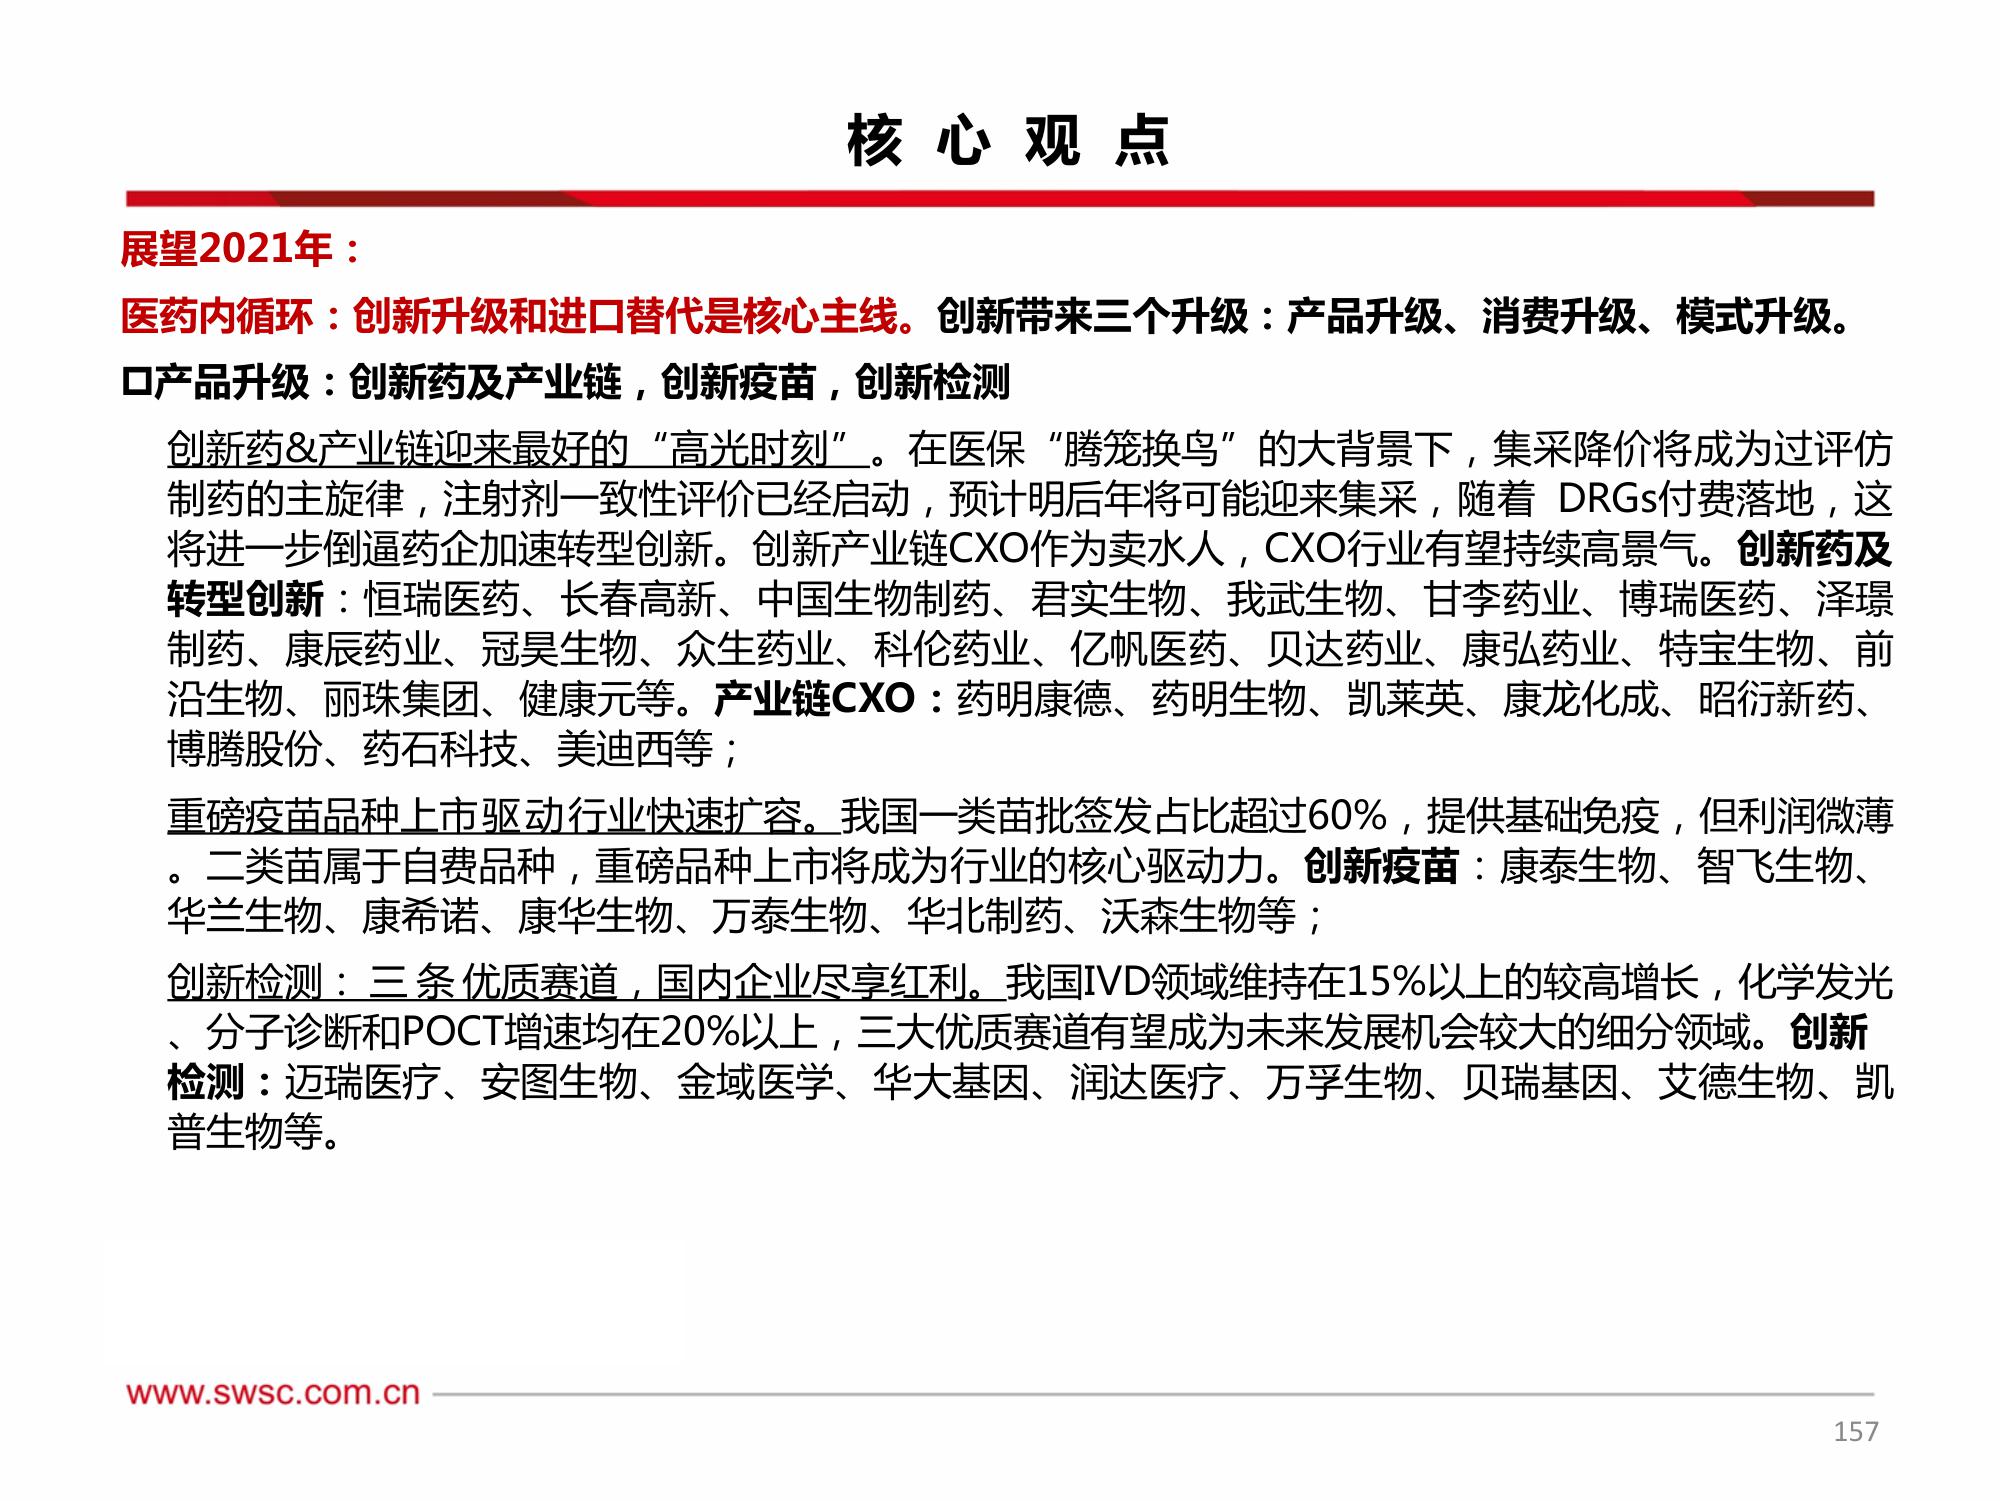 核心观点
展望2021年：
医药内循环：创新升级和进口替代是核心主线。创新带来三个升级：产品升级、消费升级、模式升级。
□产品升级：创新药及产业链，创新疫苗，创新检测
创新药&产业链迎来最好的“高光时刻”。在医保“腾笼换鸟”的大背景下，集采降价将成为过评仿
制药的主旋律，注射剂一致性评价已经启动，预计明后年将可能迎来集采，随着 DRGs付费落地，这
将进一步倒逼药企加速转型创新。创新产业链CXO作为卖水人，CXO行业有望持续高景气。创新药及
转型创新：恒瑞医药、长春高新、中国生物制药、君实生物、我武生物、甘李药业、博瑞医药、泽璟
制药、康辰药业、冠昊生物、众生药业、科伦药业、亿帆医药、贝达药业、康弘药业、特宝生物、前
沿生物、丽珠集团、健康元等。产业链CXO：药明康德、药明生物、凯莱英、康龙化成、昭衍新药、
博腾股份、药石科技、美迪西等；
重磅疫苗品种上市驱动行业快速扩容。我国一类苗批签发占比超过60%，提供基础免疫，但利润微薄
。二类苗属于自费品种，重磅品种上市将成为行业的核心驱动力。创新疫苗：康泰生物、智飞生物、
华兰生物、康希诺、康华生物、万泰生物、华北制药、沃森生物等；
创新检测：三条优质赛道，国内企业尽享红利。我国IVD领域维持在15%以上的较高增长，化学发光
、分子诊断和POCT增速均在20%以上，三大优质赛道有望成为未来发展机会较大的细分领域。创新
检测：迈瑞医疗、安图生物、金域医学、华大基因、润达医疗、万孚生物、贝瑞基因、艾德生物、凯
普生物等。
www.swsc.com.cn
157